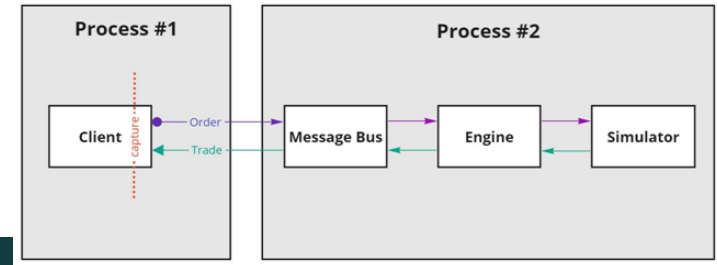 Process #1
Process #2
Client
capture
Order
Trade
Message Bus
Engine
Simulator